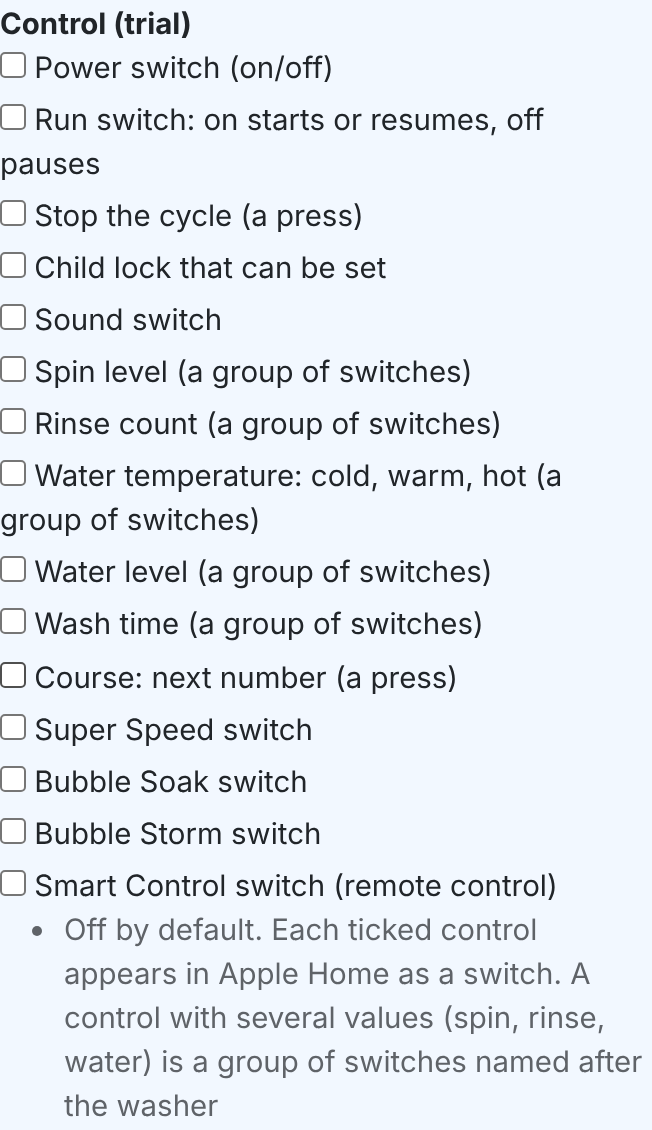 Control (trial)
Power switch (on/off)
Run switch: on starts or resumes, off
pauses
Stop the cycle (a press)
Child lock that can be set
Sound switch
Spin level (a group of switches)
Rinse count (a group of switches)
Water temperature: cold, warm, hot (a
group of switches)
Water level (a group of switches)
Wash time (a group of switches)
Course: next number (a press)
Super Speed switch
Bubble Soak switch
Bubble Storm switch
Smart Control switch (remote control)
• Off by default. Each ticked control
appears in Apple Home as a switch. A
control with several values (spin, rinse,
water) is a group of switches named after
the washer